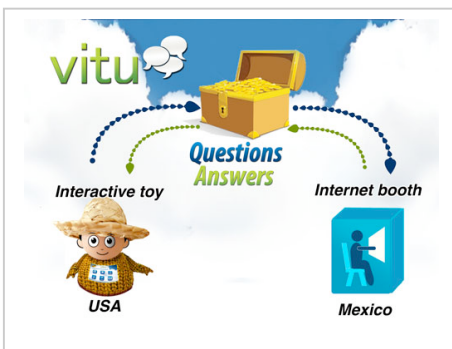 vitu
Questions
Answers
Interactive toy
Internet booth
USA
Mexico